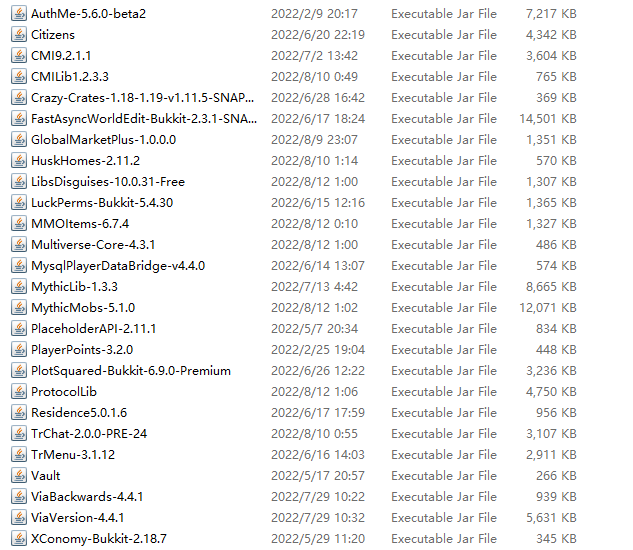 AuthMe-5.6.0-beta2 2022/2/9 20:17 Executable Jar File 7,217 KB
Citizens 2022/6/20 22:19 Executable Jar File 4,342 KB
CMI9.2.1.1 2022/7/2 13:42 Executable Jar File 3,604 KB
CMILib1.2.3.3 2022/8/10 0:49 Executable Jar File 765 KB
Crazy-Crates-1.18-1.19-v1.11.5-SNAP... 2022/6/28 16:42 Executable Jar File 369 KB
FastAsyncWorldEdit-Bukkit-2.3.1-SNA... 2022/6/17 18:24 Executable Jar File 14,501 KB
GlobalMarketPlus-1.0.0.0 2022/8/9 23:07 Executable Jar File 1,351 KB
HuskHomes-2.11.2 2022/8/10 1:14 Executable Jar File 570 KB
LibsDisguises-10.0.31-Free 2022/8/12 1:00 Executable Jar File 1,307 KB
LuckPerms-Bukkit-5.4.30 2022/6/15 12:16 Executable Jar File 1,365 KB
MMOItems-6.7.4 2022/8/12 0:10 Executable Jar File 1,327 KB
Multiverse-Core-4.3.1 2022/8/12 1:00 Executable Jar File 486 KB
MysqlPlayerDataBridge-v4.4.0 2022/6/14 13:07 Executable Jar File 574 KB
MythicLib-1.3.3 2022/7/13 4:42 Executable Jar File 8,665 KB
MythicMobs-5.1.0 2022/8/12 1:02 Executable Jar File 12,071 KB
PlaceholderAPI-2.11.1 2022/5/7 20:34 Executable Jar File 834 KB
PlayerPoints-3.2.0 2022/2/25 19:04 Executable Jar File 448 KB
PlotSquared-Bukkit-6.9.0-Premium 2022/6/26 12:22 Executable Jar File 3,236 KB
ProtocolLib 2022/8/12 1:06 Executable Jar File 4,750 KB
Residence5.0.1.6 2022/6/17 17:59 Executable Jar File 956 KB
TrChat-2.0.0-PRE-24 2022/8/10 0:55 Executable Jar File 3,107 KB
TrMenu-3.1.12 2022/6/16 14:03 Executable Jar File 2,911 KB
Vault 2022/5/17 20:57 Executable Jar File 266 KB
ViaBackwards-4.4.1 2022/7/29 10:22 Executable Jar File 939 KB
ViaVersion-4.4.1 2022/7/29 10:32 Executable Jar File 5,631 KB
XConomy-Bukkit-2.18.7 2022/5/29 11:20 Executable Jar File 345 KB